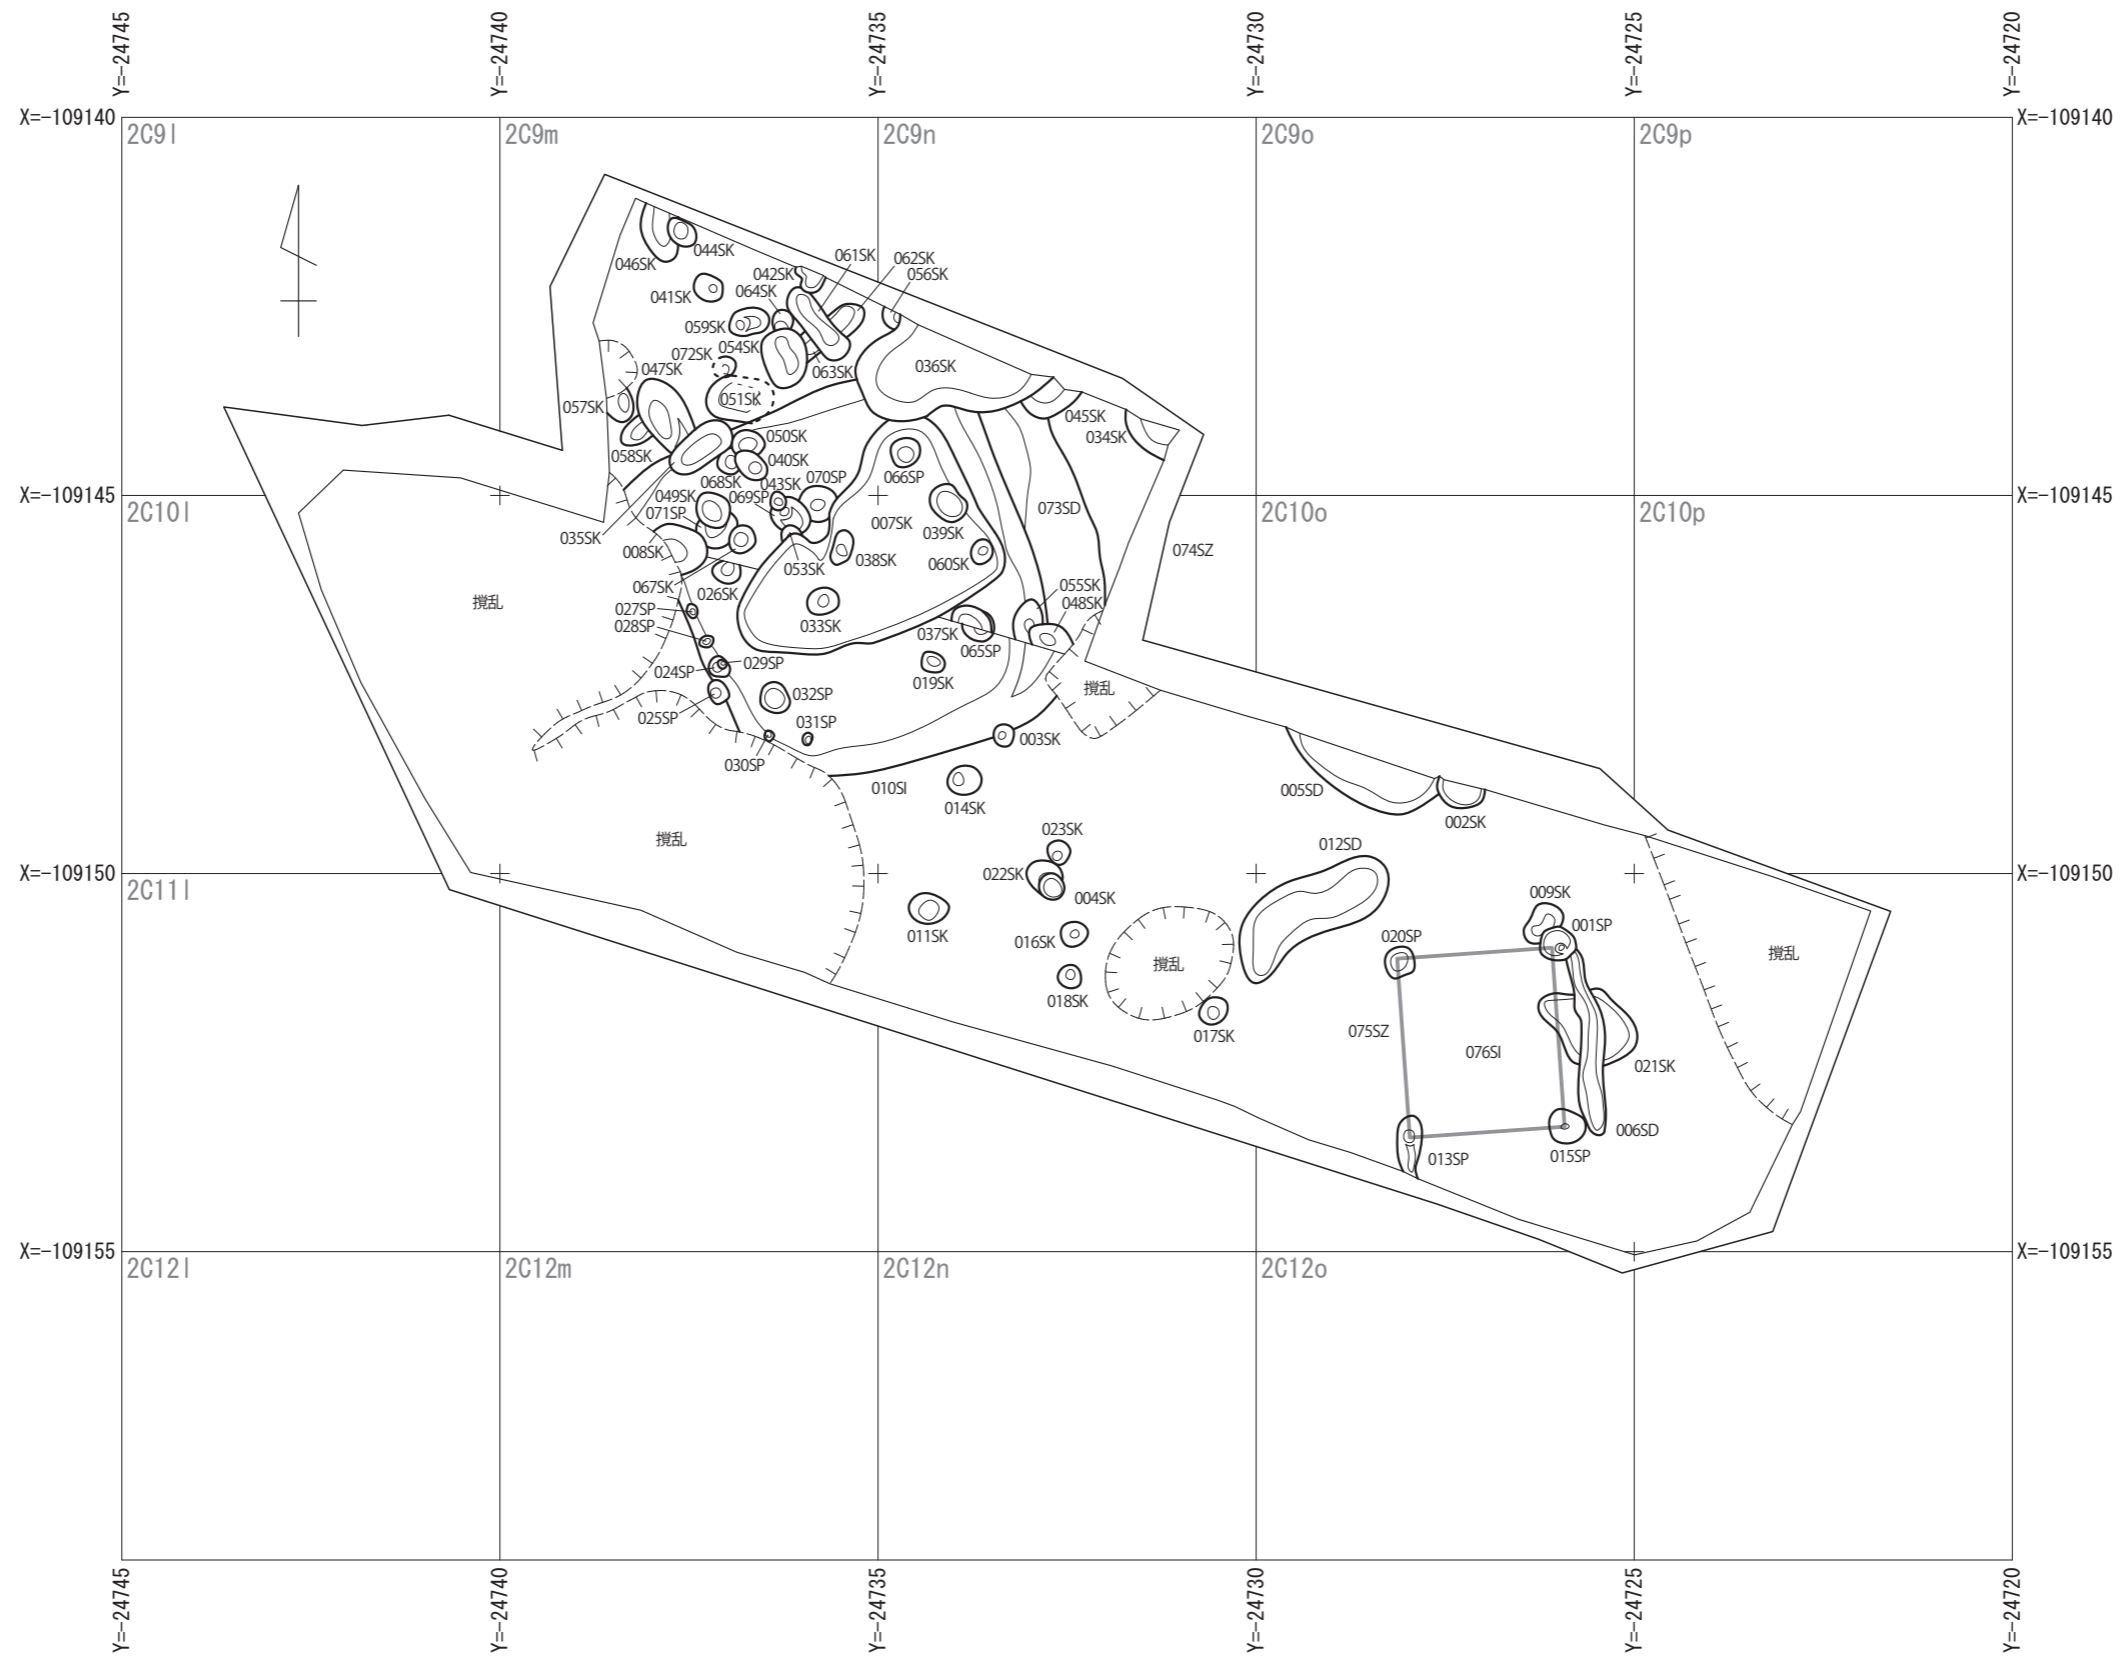 Y=-24745
Y=-24740
Y=-24735
Y=-24730
Y=-24725
Y=-24720
X=-109140
X=-109140
2C9l
2C9m
2C9n
2C9o
2C9p
044SK
046SK
061SK
062SK
056SK
042SK
064SK
041SK
059SK
054SK
072SK
047SK
063SK
036SK
051SK
057SK
045SK
034SK
058SK
050SK
040SK
070SP
066SP
068SK
043SK
049SK
069SP
X=-109145
X=-109145
2C10l
2C10o
2C10p
071SP
007SK
039SK
073SD
035SK
008SK
038SK
053SK
060SK
074SZ
067SK
026SK
055SK
048SK
027SP
028SP
033SK
037SK
065SP
撹乱
029SP
024SP
019SK
032SP
撹乱
025SP
031SP
003SK
030SP
010SI
014SK
005SD
002SK
撹乱
023SK
012SD
X=-109150
X=-109150
2C11l
022SK
004SK
009SK
001SP
011SK
016SK
020SP
撹乱
撹乱
018SK
017SK
075SZ
076SI
021SK
006SD
015SP
013SP
X=-109155
X=-109155
2C12l
2C12m
2C12n
2C12o
Y=-24745
Y=-24740
Y=-24735
Y=-24730
Y=-24725
Y=-24720